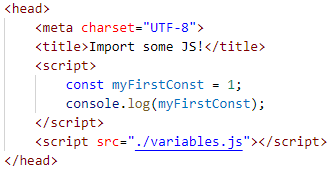 <head>
    <meta charset="UTF-8">
    <title>Import some JS!</title>
    <script>
        const myFirstConst = 1;
        console.log(myFirstConst);
    </script>
    <script src="./variables.js"></script>
</head>